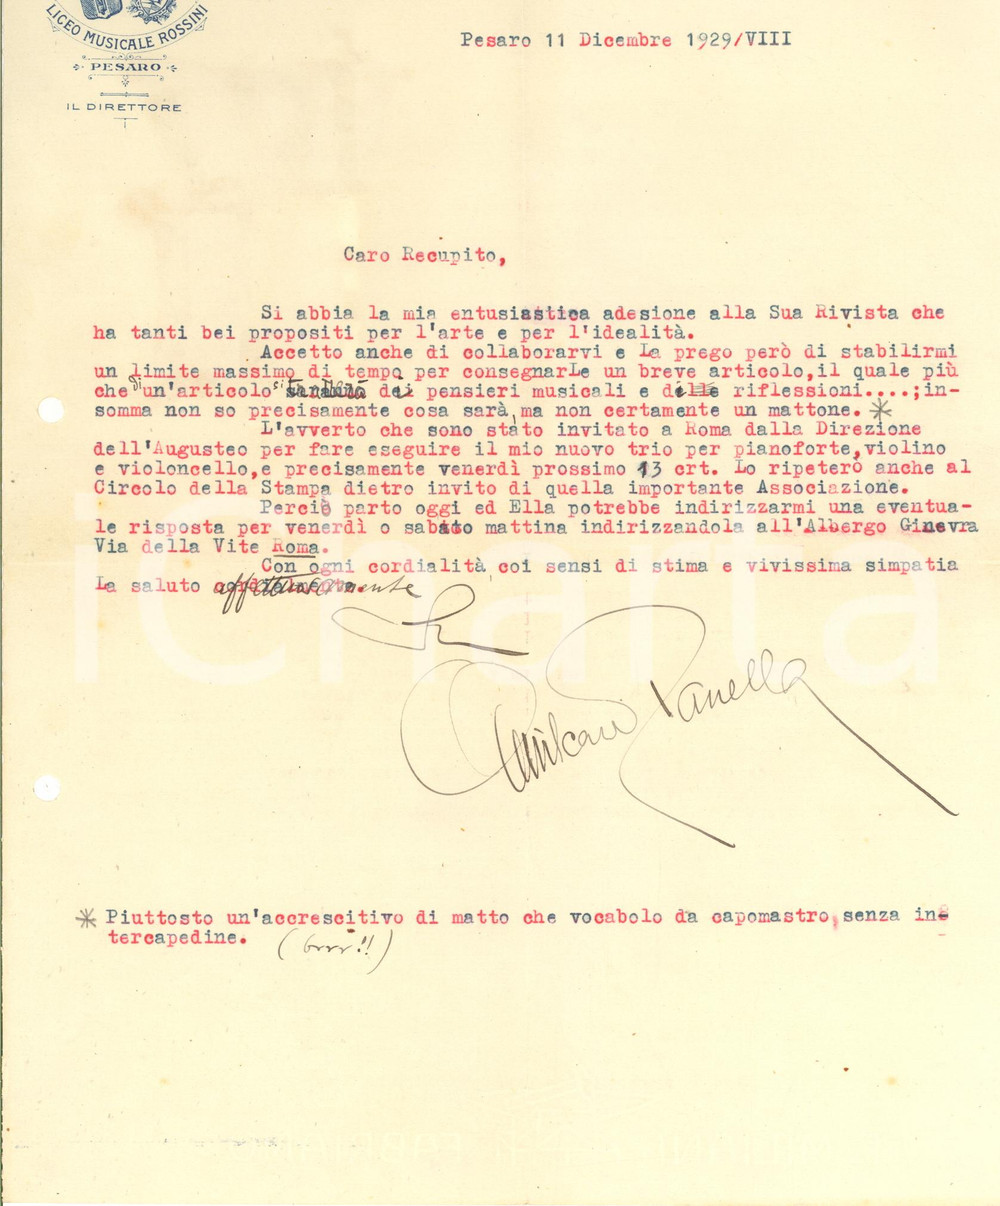 LICEO MUSICALE ROSSINI
PESARO
IL DIRETTORE
Pesaro 11 Dicembre 1929/VIII
Caro Recupito,
Si abbia la mia entusiastica adesione alla Sua Rivista che
ha tanti bei propositi per l'arte e per l'idealità.
Accetto anche di collaborarvi e La prego però di stabilirmi
un limite massimo di tempo per consegnarLe un breve articolo, il quale più
che di un'articolo si tratterà dei pensieri musicali e delle riflessioni....;in-
somma non so precisamente cosa sarà, ma non certamente un mattone. *
L'avverto che sono stato invitato a Roma dalla Direzione
dell'Augusteo per fare eseguire il mio nuovo trio per pianoforte, violino
e violoncello, e precisamente venerdì prossimo 13 crt. Lo ripeterò anche al
Circolo della Stampa dietro invito di quella importante Associazione.
Perciò parto oggi ed Ella potrebbe indirizzarmi una eventua-
le risposta per venerdì o sabato mattina indirizzandola all'Albergo Ginevra
Via della Vite Roma.
Con ogni cordialità coi sensi di stima e vivissima simpatia
La saluto affettuosamente
Amilcare Zanella
* Piuttosto un'accrescitivo di matto che vocabolo da capomastro, senza in-
tercapedine. (brrr!!)
iCharta